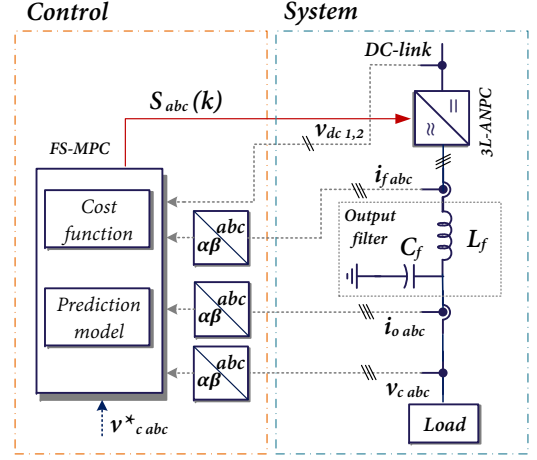 Control
System
DC-link
S abc (k)
3L-ANPC
v dc 1,2
FS-MPC
i f abc
Cost
function
abc
αβ
Output
filter
L f
C f
Prediction
model
abc
αβ
i o abc
abc
αβ
v c abc
v* c abc
Load